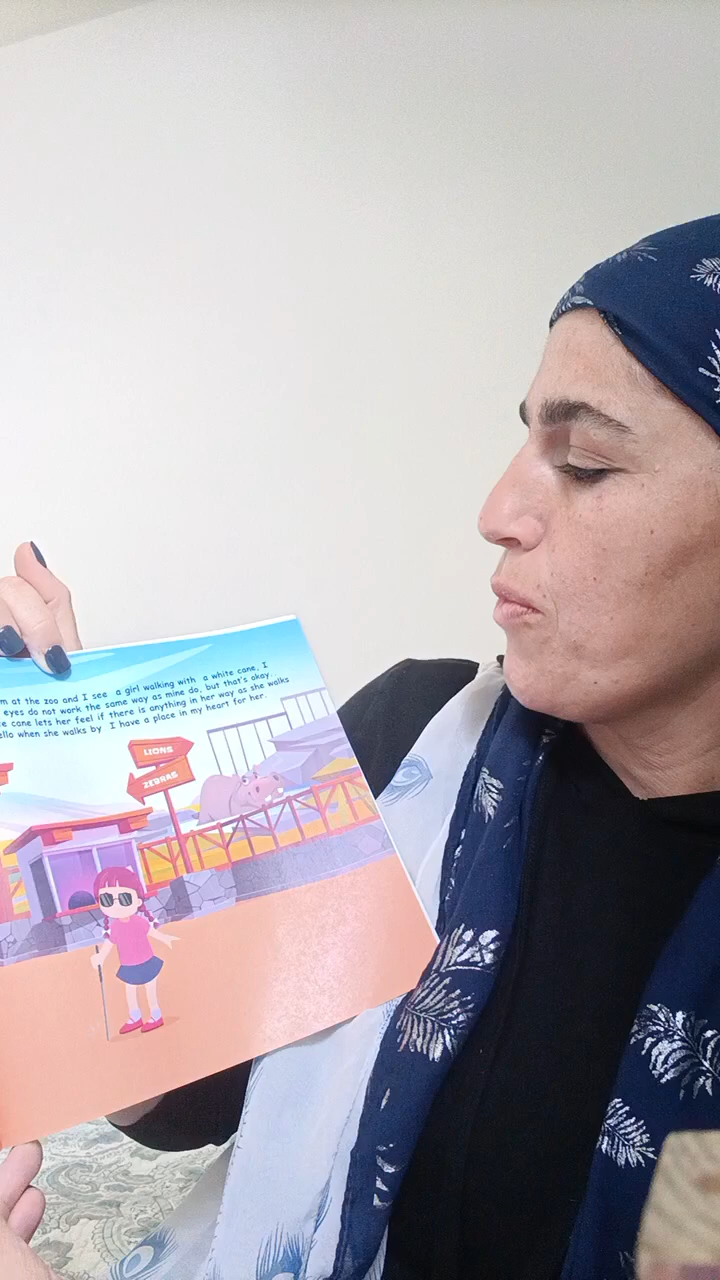 m at the zoo and I see a girl walking with a white cane, I
eyes do not work the same way as mine do, but that's okay.
cane lets her feel if there is anything in her way as she walks
when she walks by I have a place in my heart for her.
LIONS
ZEBRAS